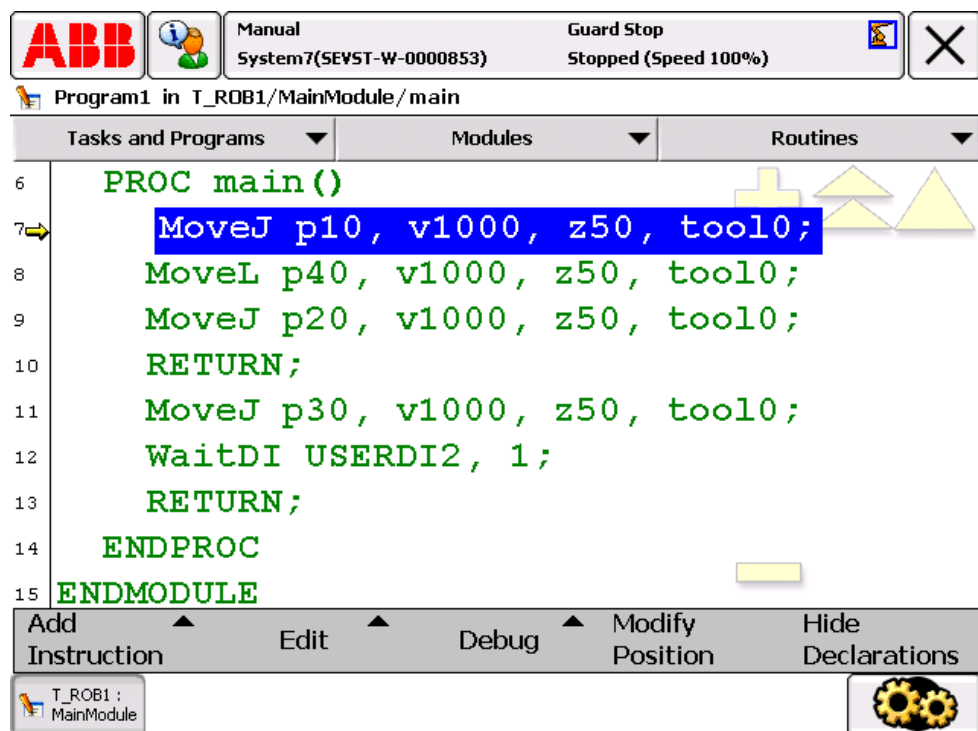 ABB
Manual
System7(SEVST-W-0000853)
Guard Stop
Stopped (Speed 100%)
Program1 in T_ROB1/MainModule/main
Tasks and Programs
Modules
Routines
6 PROC main()
7 MoveJ p10, v1000, z50, tool0;
8 MoveL p40, v1000, z50, tool0;
9 MoveJ p20, v1000, z50, tool0;
10 RETURN;
11 MoveJ p30, v1000, z50, tool0;
12 WaitDI USERDI2, 1;
13 RETURN;
14 ENDPROC
15 ENDMODULE
Add
Instruction
Edit
Debug
Modify
Position
Hide
Declarations
T_ROB1 :
MainModule